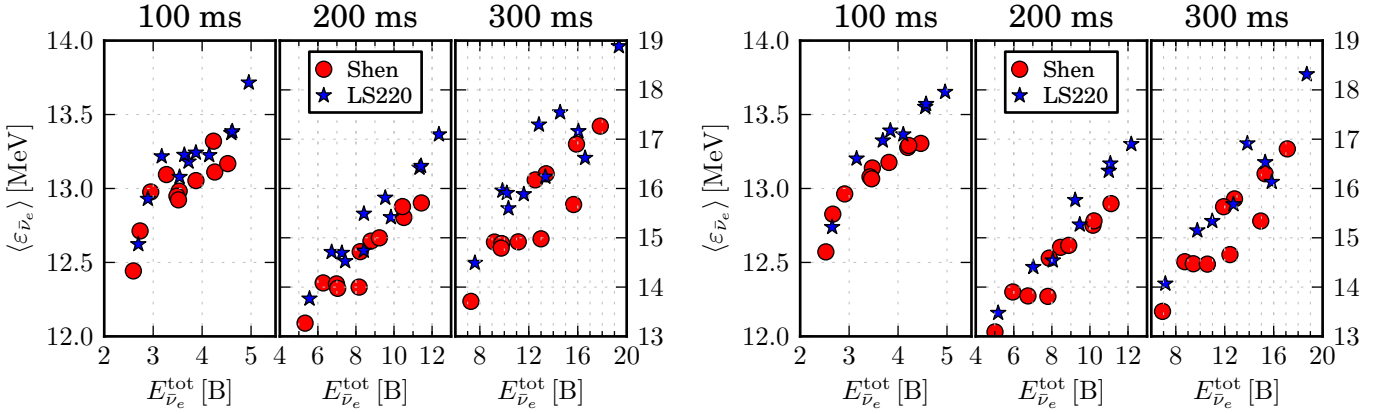 100 ms 200 ms 300 ms 100 ms 200 ms 300 ms
14.0 19 14.0 19
Shen Shen
LS220 LS220
18 18
13.5 13.5
17 17
⟨ε_ν̄e⟩ [MeV] 13.0 16 ⟨ε_ν̄e⟩ [MeV] 13.0 16
15 15
12.5 12.5
14 14
12.0 13 12.0 13
2 3 4 5 4 6 8 10 12 8 12 16 20 2 3 4 5 4 6 8 10 12 8 12 16 20
E^tot_ν̄e [B] E^tot_ν̄e [B] E^tot_ν̄e [B] E^tot_ν̄e [B] E^tot_ν̄e [B] E^tot_ν̄e [B]